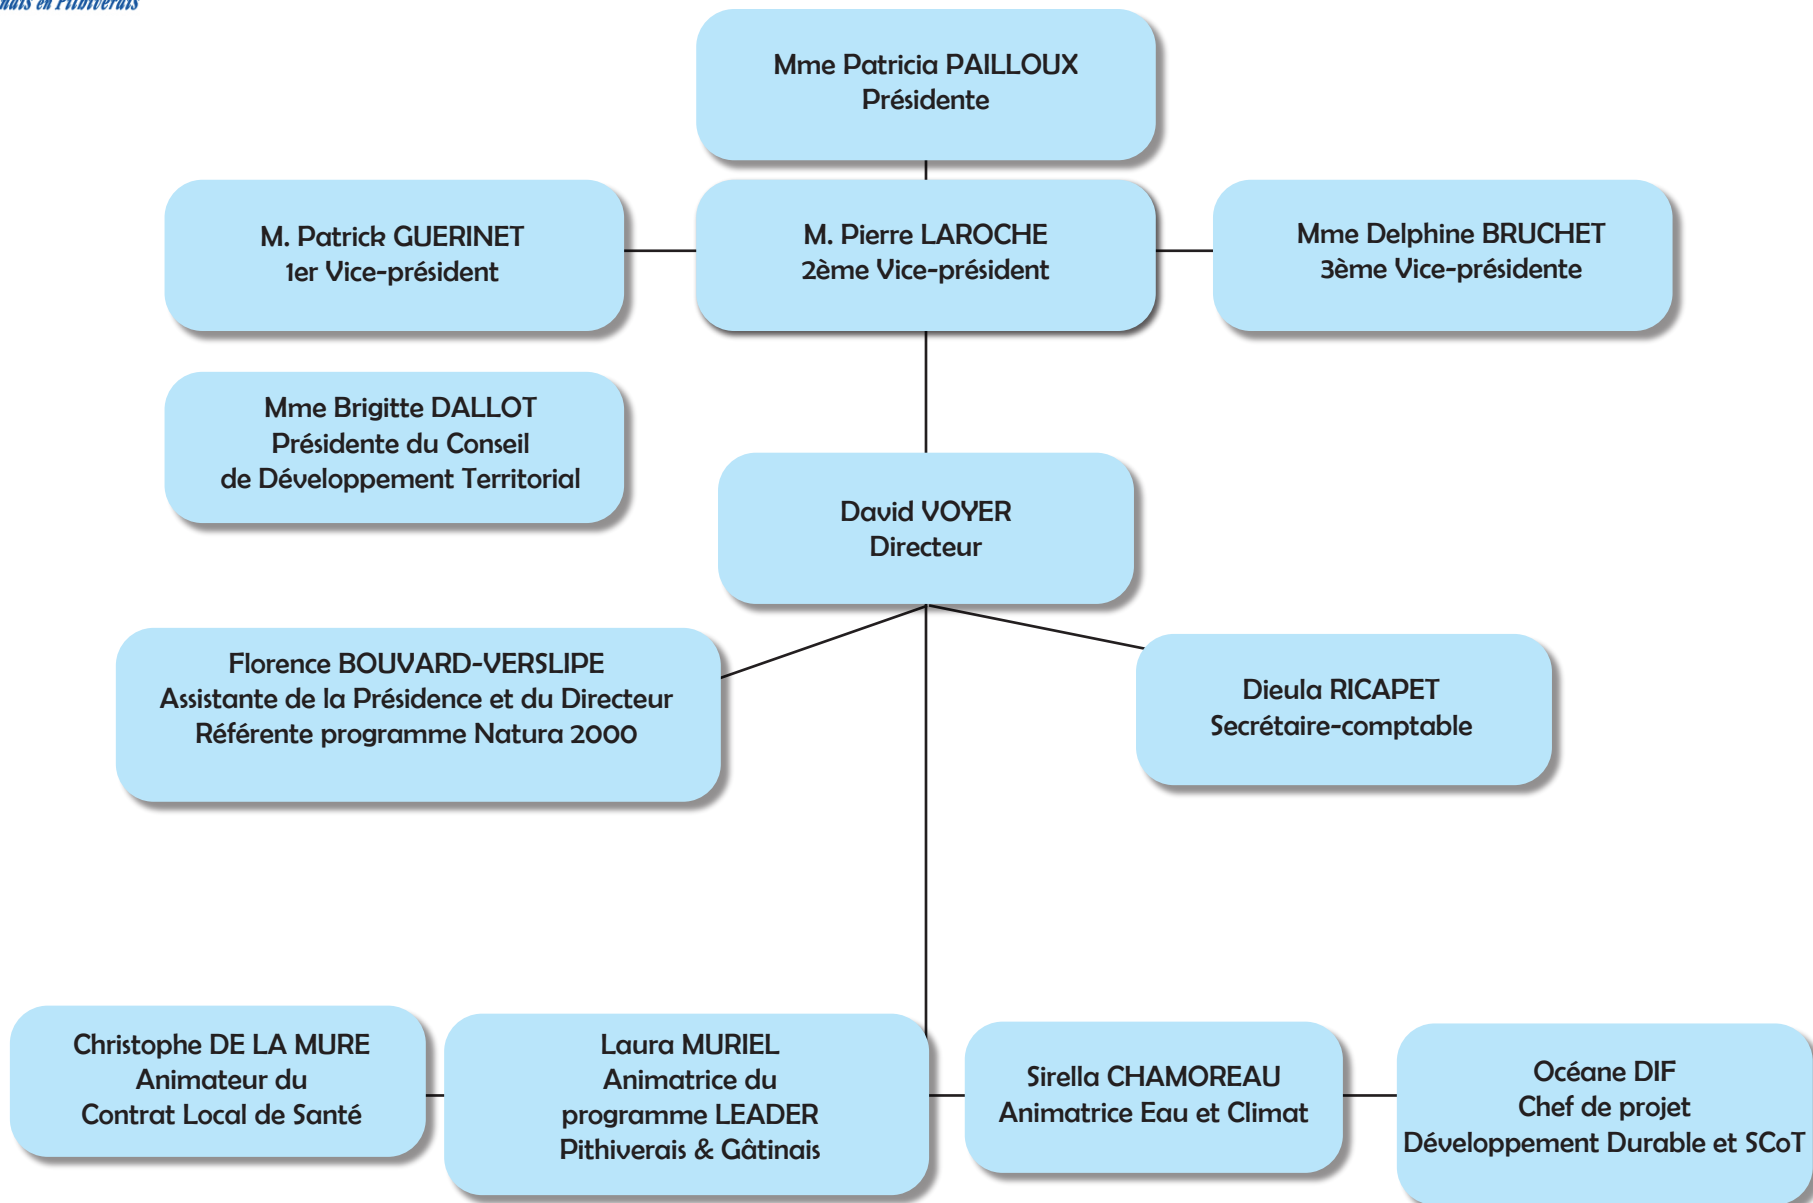 en Pithiverais
Mme Patricia PAILLOUX
Présidente
M. Patrick GUERINET
1er Vice-président
M. Pierre LAROCHE
2ème Vice-président
Mme Delphine BRUCHET
3ème Vice-présidente
Mme Brigitte DALLOT
Présidente du Conseil
de Développement Territorial
David VOYER
Directeur
Florence BOUVARD-VERSLIPE
Assistante de la Présidence et du Directeur
Référente programme Natura 2000
Dieula RICAPET
Secrétaire-comptable
Christophe DE LA MURE
Animateur du
Contrat Local de Santé
Laura MURIEL
Animatrice du
programme LEADER
Pithiverais & Gâtinais
Sirella CHAMOREAU
Animatrice Eau et Climat
Océane DIF
Chef de projet
Développement Durable et SCoT